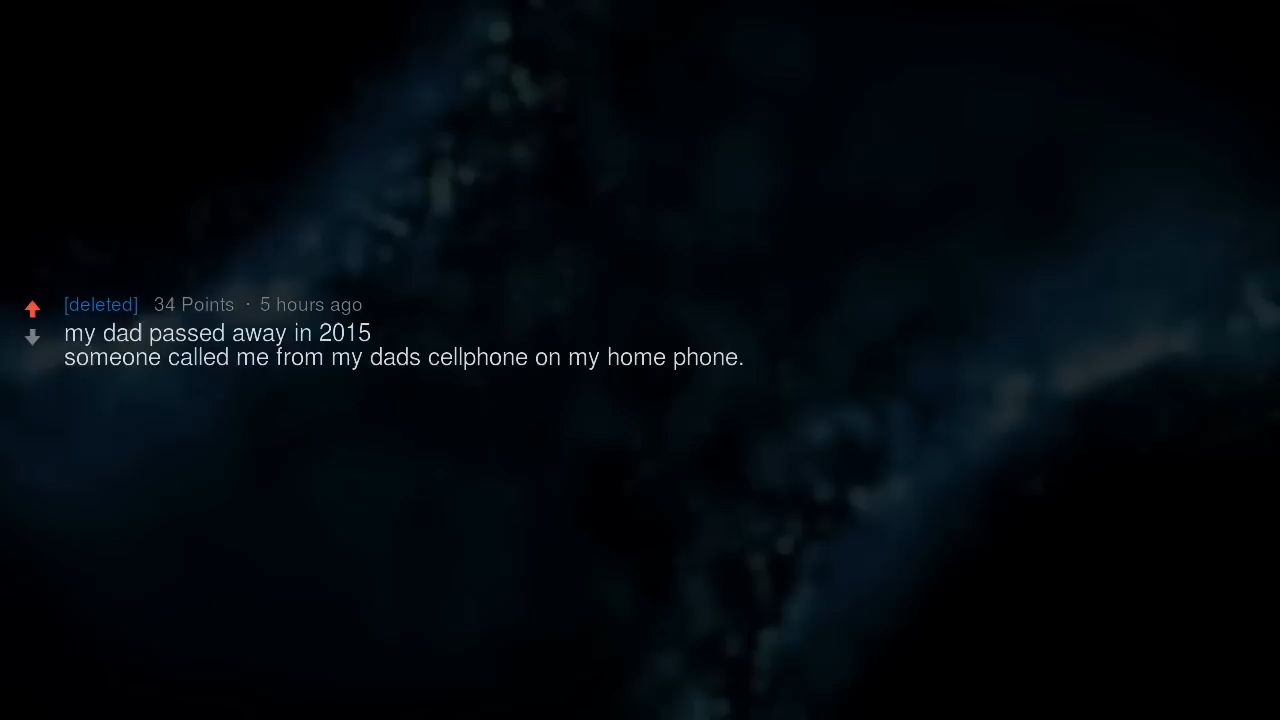 [deleted] 34 Points · 5 hours ago
my dad passed away in 2015
someone called me from my dads cellphone on my home phone.